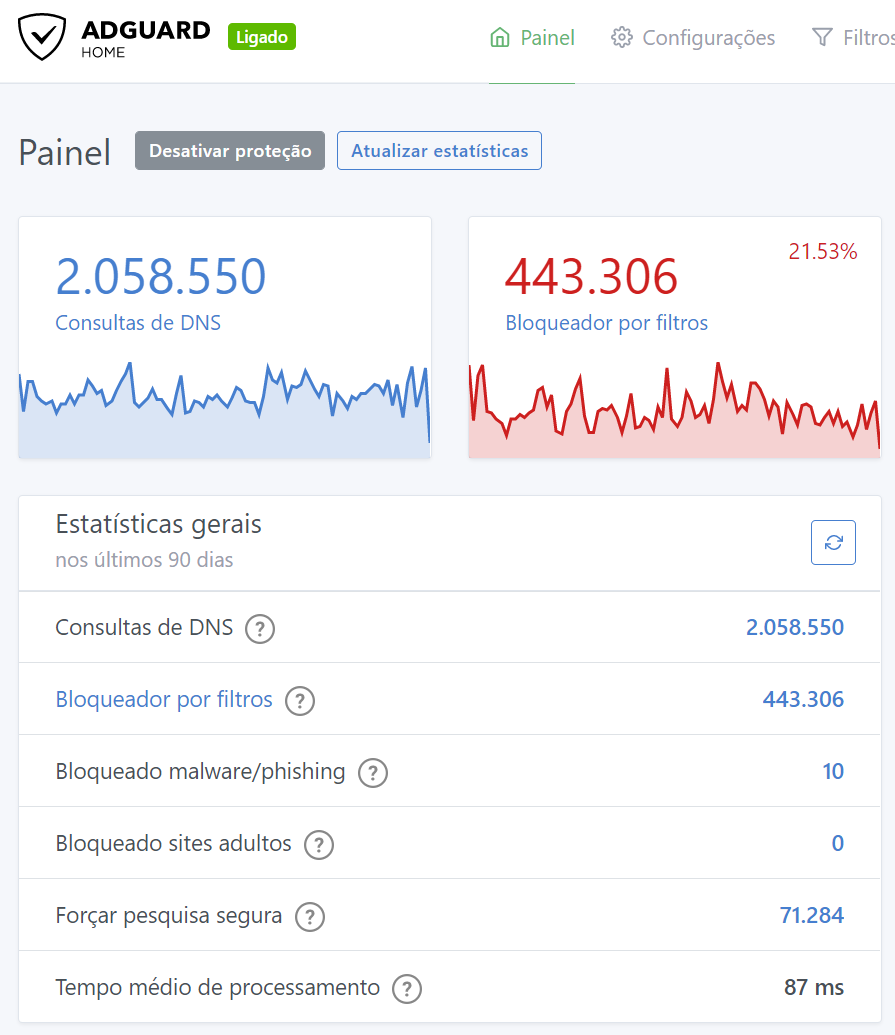 ADGUARD
HOME
Ligado
Painel
Configurações
Filtros
Painel
Desativar proteção
Atualizar estatísticas
2.058.550
Consultas de DNS
443.306
21.53%
Bloqueador por filtros
Estatísticas gerais
nos últimos 90 dias
Consultas de DNS ? 2.058.550
Bloqueador por filtros ? 443.306
Bloqueado malware/phishing ? 10
Bloqueado sites adultos ? 0
Forçar pesquisa segura ? 71.284
Tempo médio de processamento ? 87 ms